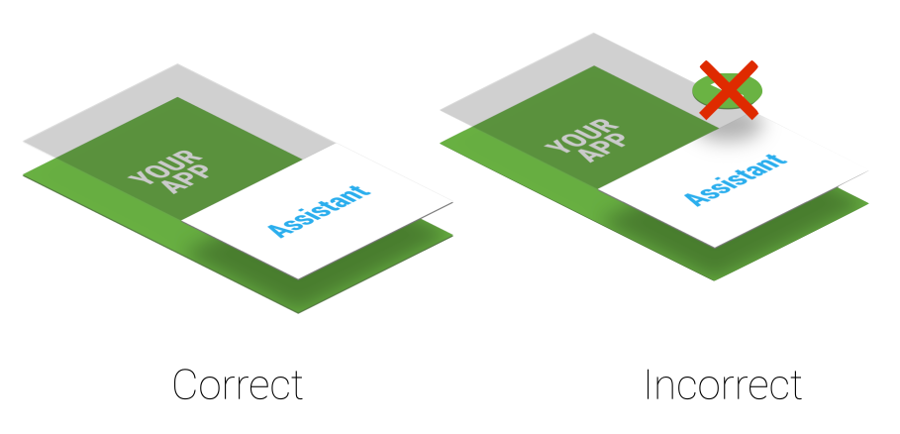 YOUR
APP
Assistant
Correct
YOUR
APP
Assistant
Incorrect